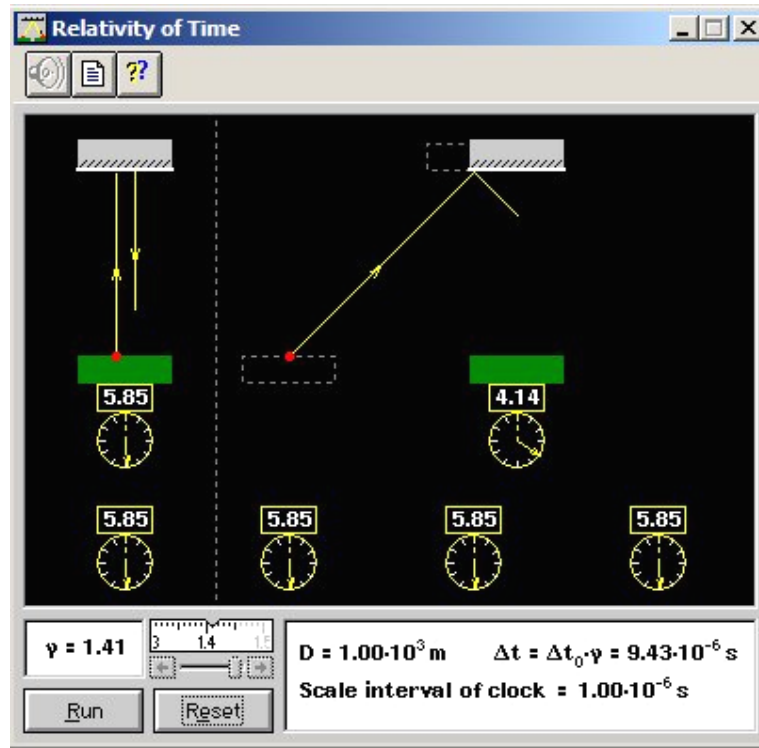 Relativity of Time
??
5.85
4.14
5.85
5.85
5.85
5.85
γ = 1.41
3 1.4 1.5
D = 1.00·10³ m Δt = Δt₀·γ = 9.43·10⁻⁶ s
Scale interval of clock = 1.00·10⁻⁶ s
Run
Reset